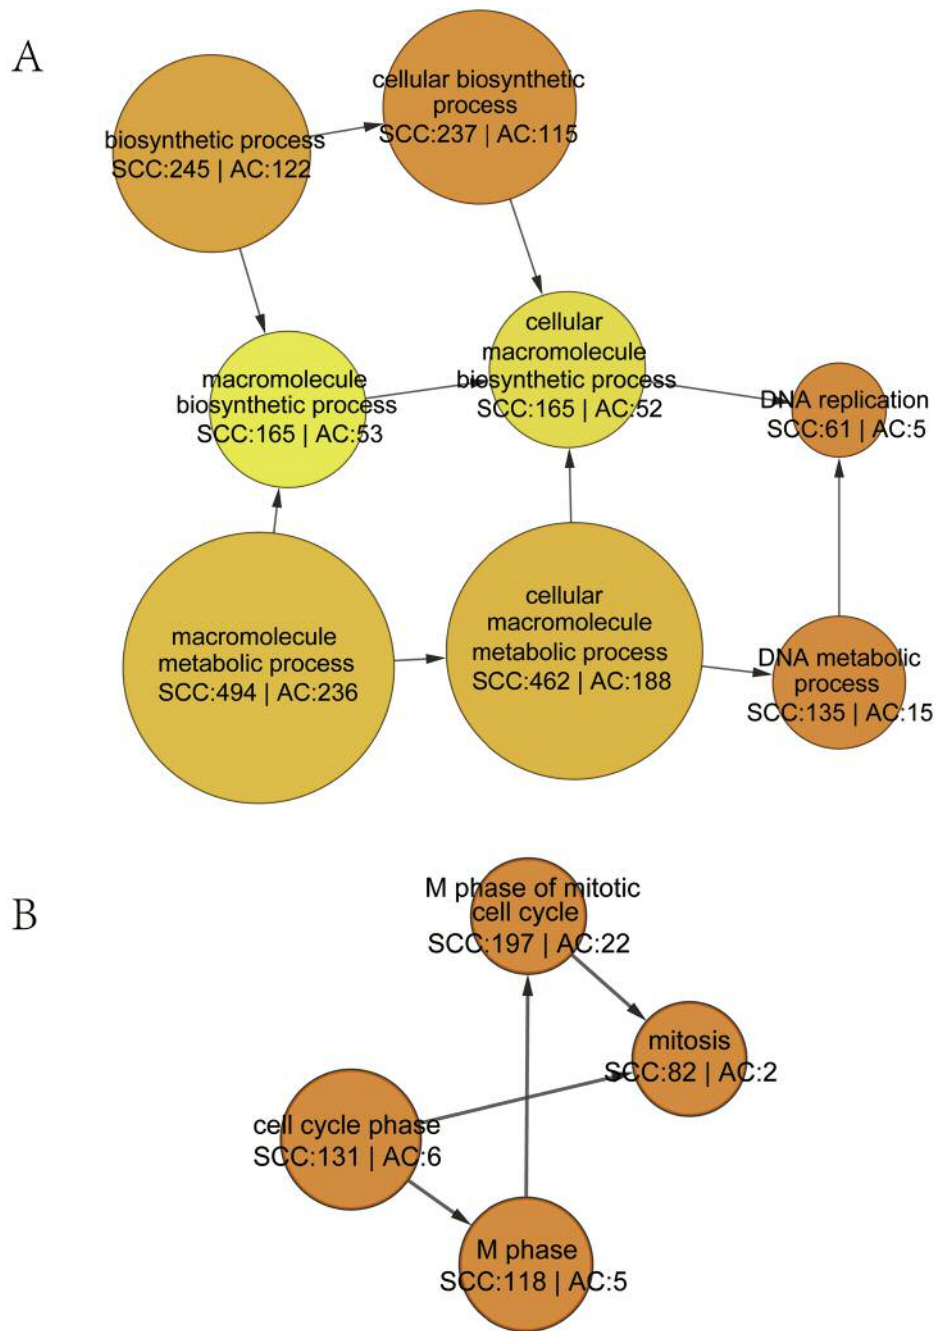 A
biosynthetic process
SCC:245 | AC:122
cellular biosynthetic
process
SCC:237 | AC:115
macromolecule
biosynthetic process
SCC:165 | AC:53
cellular
macromolecule
biosynthetic process
SCC:165 | AC:52
DNA replication
SCC:61 | AC:5
macromolecule
metabolic process
SCC:494 | AC:236
cellular
macromolecule
metabolic process
SCC:462 | AC:188
DNA metabolic
process
SCC:135 | AC:15
B
M phase of mitotic
cell cycle
SCC:197 | AC:22
mitosis
SCC:82 | AC:2
cell cycle phase
SCC:131 | AC:6
M phase
SCC:118 | AC:5